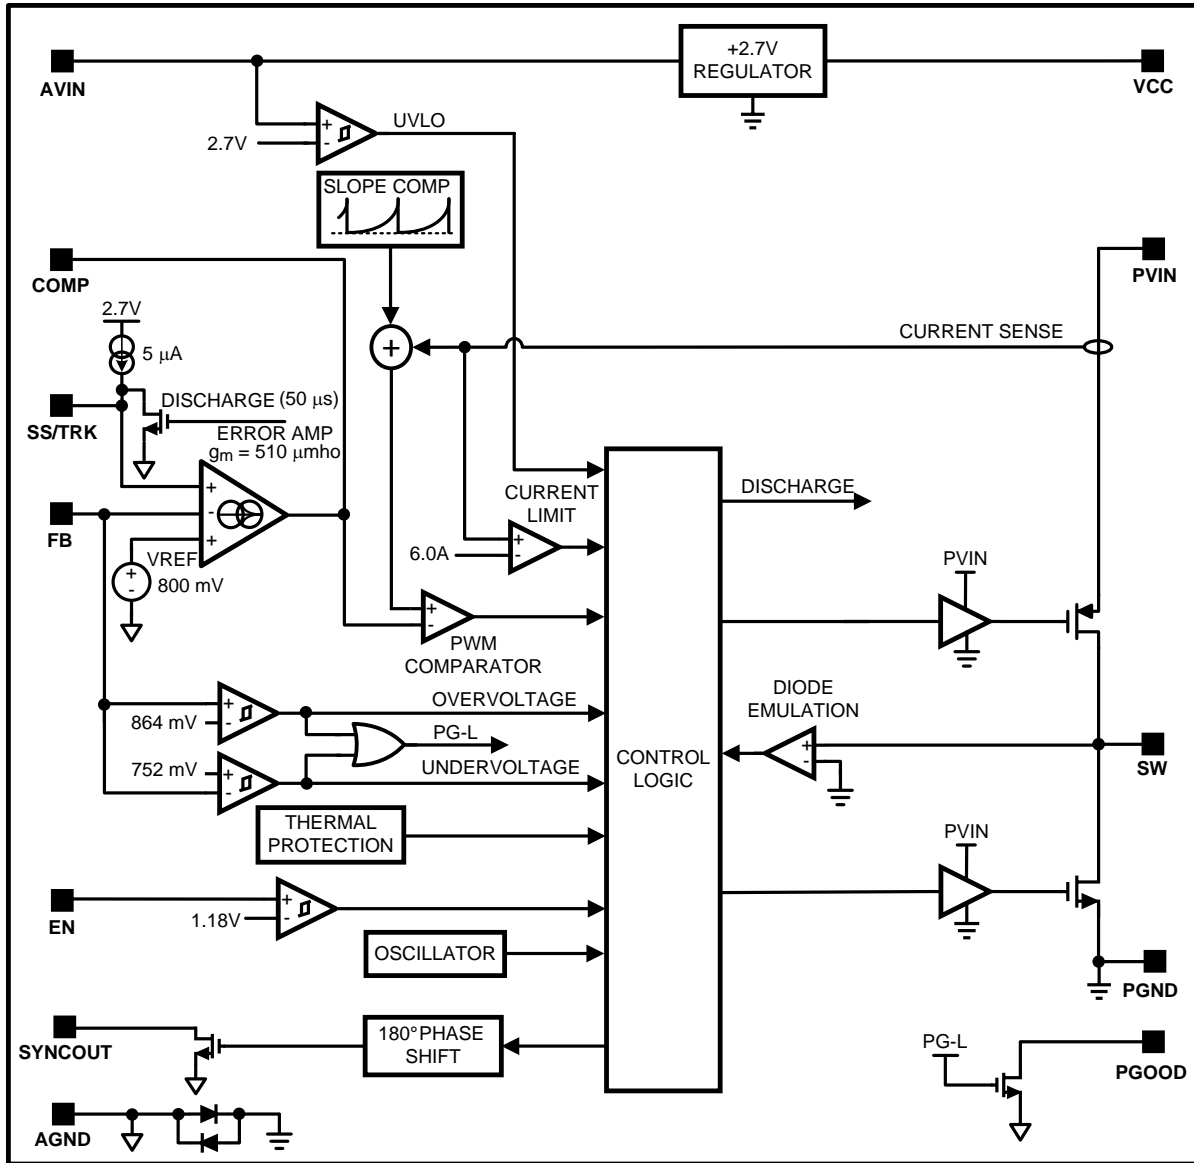 +2.7V
REGULATOR
AVIN
VCC
UVLO
+
-
2.7V
SLOPE COMP
COMP
PVIN
2.7V
5 μA
+
CURRENT SENSE
DISCHARGE (50 μs)
SS/TRK
ERROR AMP
gm = 510 μmho
+
-
+
FB
CURRENT
LIMIT
+
-
6.0A
DISCHARGE
VREF
800 mV
+
-
PVIN
+
-
PWM
COMPARATOR
OVERVOLTAGE
+
-
864 mV
PG-L
752 mV
+
-
UNDERVOLTAGE
DIODE
EMULATION
+
-
CONTROL
LOGIC
SW
THERMAL
PROTECTION
PVIN
EN
+
-
1.18V
OSCILLATOR
PGND
SYNCOUT
180° PHASE
SHIFT
PG-L
PGOOD
AGND